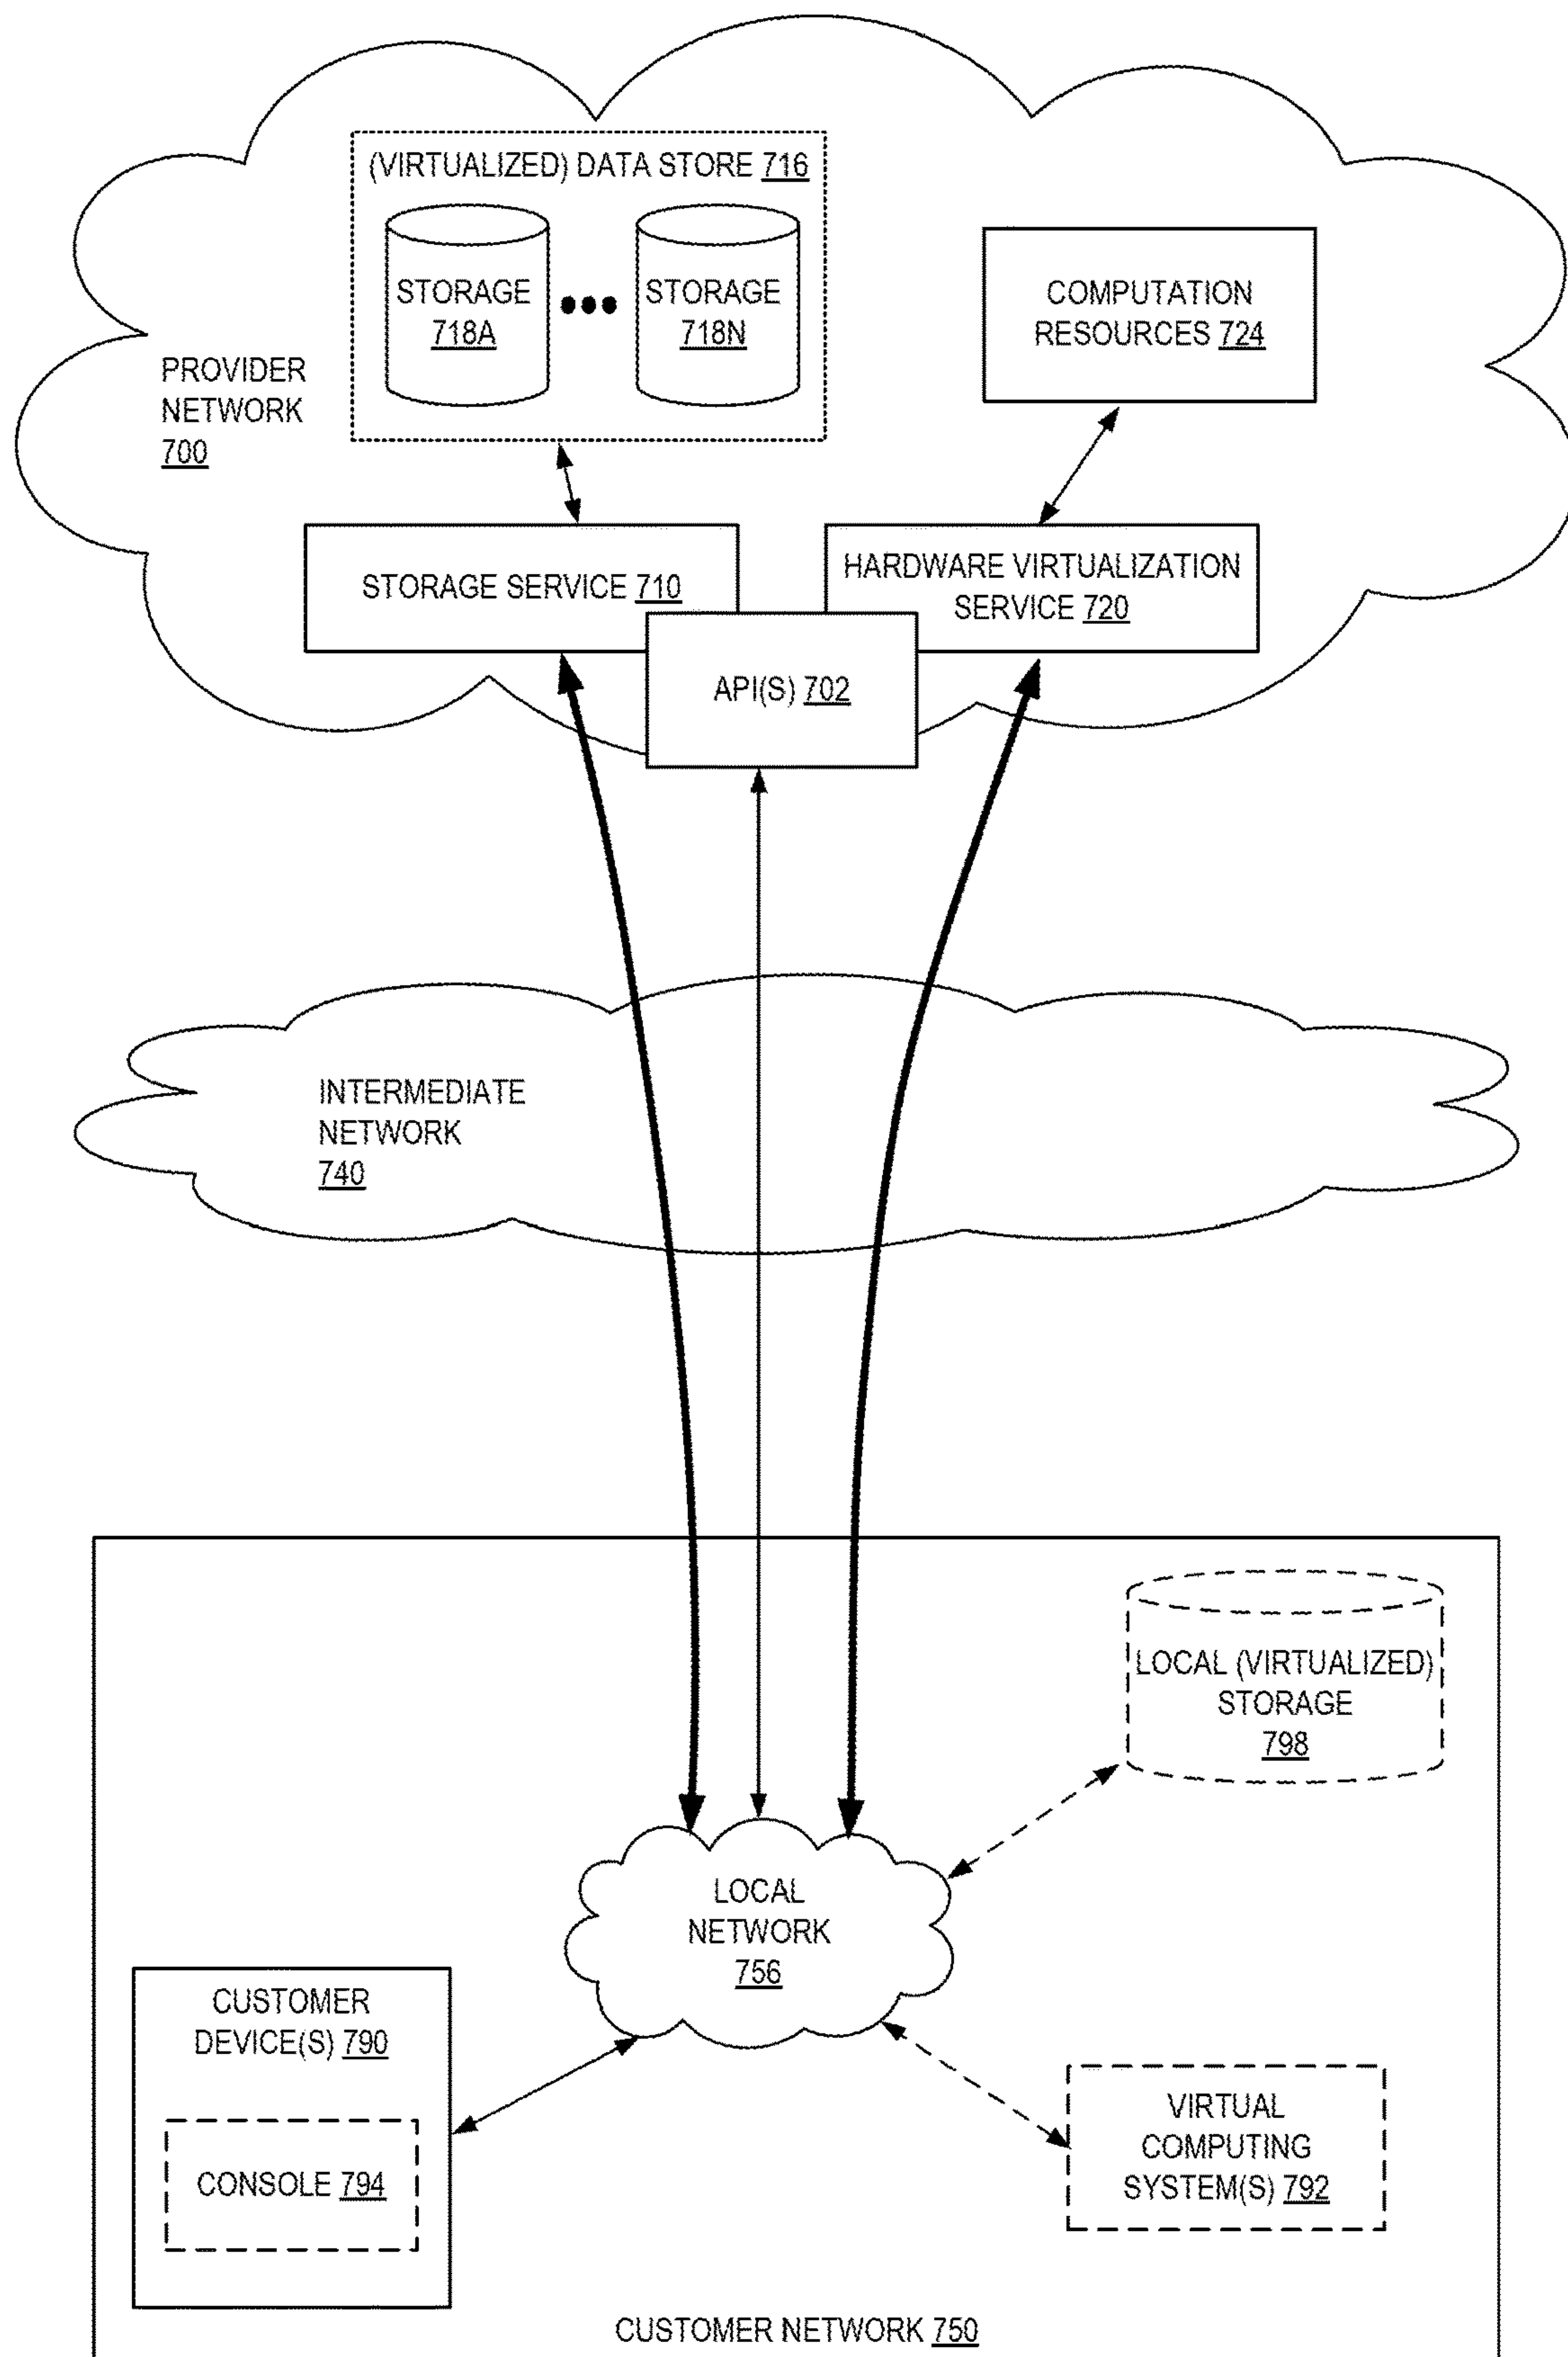 (VIRTUALIZED) DATA STORE 716
STORAGE
718A
STORAGE
718N
COMPUTATION
RESOURCES 724
PROVIDER
NETWORK
700
STORAGE SERVICE 710
HARDWARE VIRTUALIZATION
SERVICE 720
API(S) 702
INTERMEDIATE
NETWORK
740
LOCAL (VIRTUALIZED)
STORAGE
798
LOCAL
NETWORK
756
CUSTOMER
DEVICE(S) 790
CONSOLE 794
VIRTUAL
COMPUTING
SYSTEM(S) 792
CUSTOMER NETWORK 750